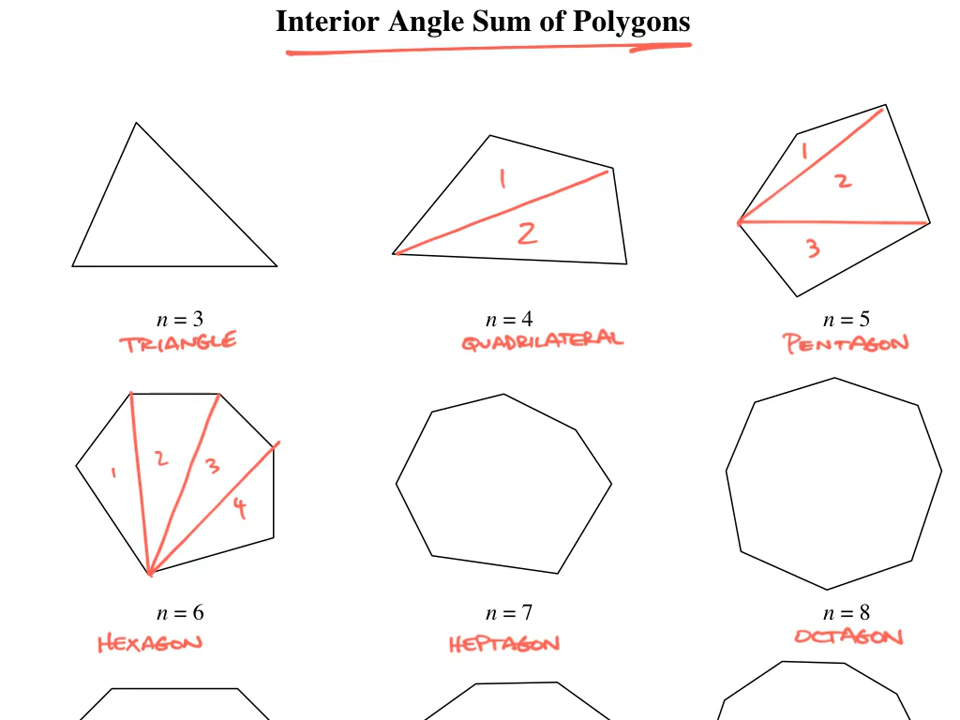 Interior Angle Sum of Polygons
1
2
1
2
3
n = 3
n = 4
n = 5
TRIANGLE
QUADRILATERAL
PENTAGON
1
2
3
4
n = 6
n = 7
n = 8
HEXAGON
HEPTAGON
OCTAGON